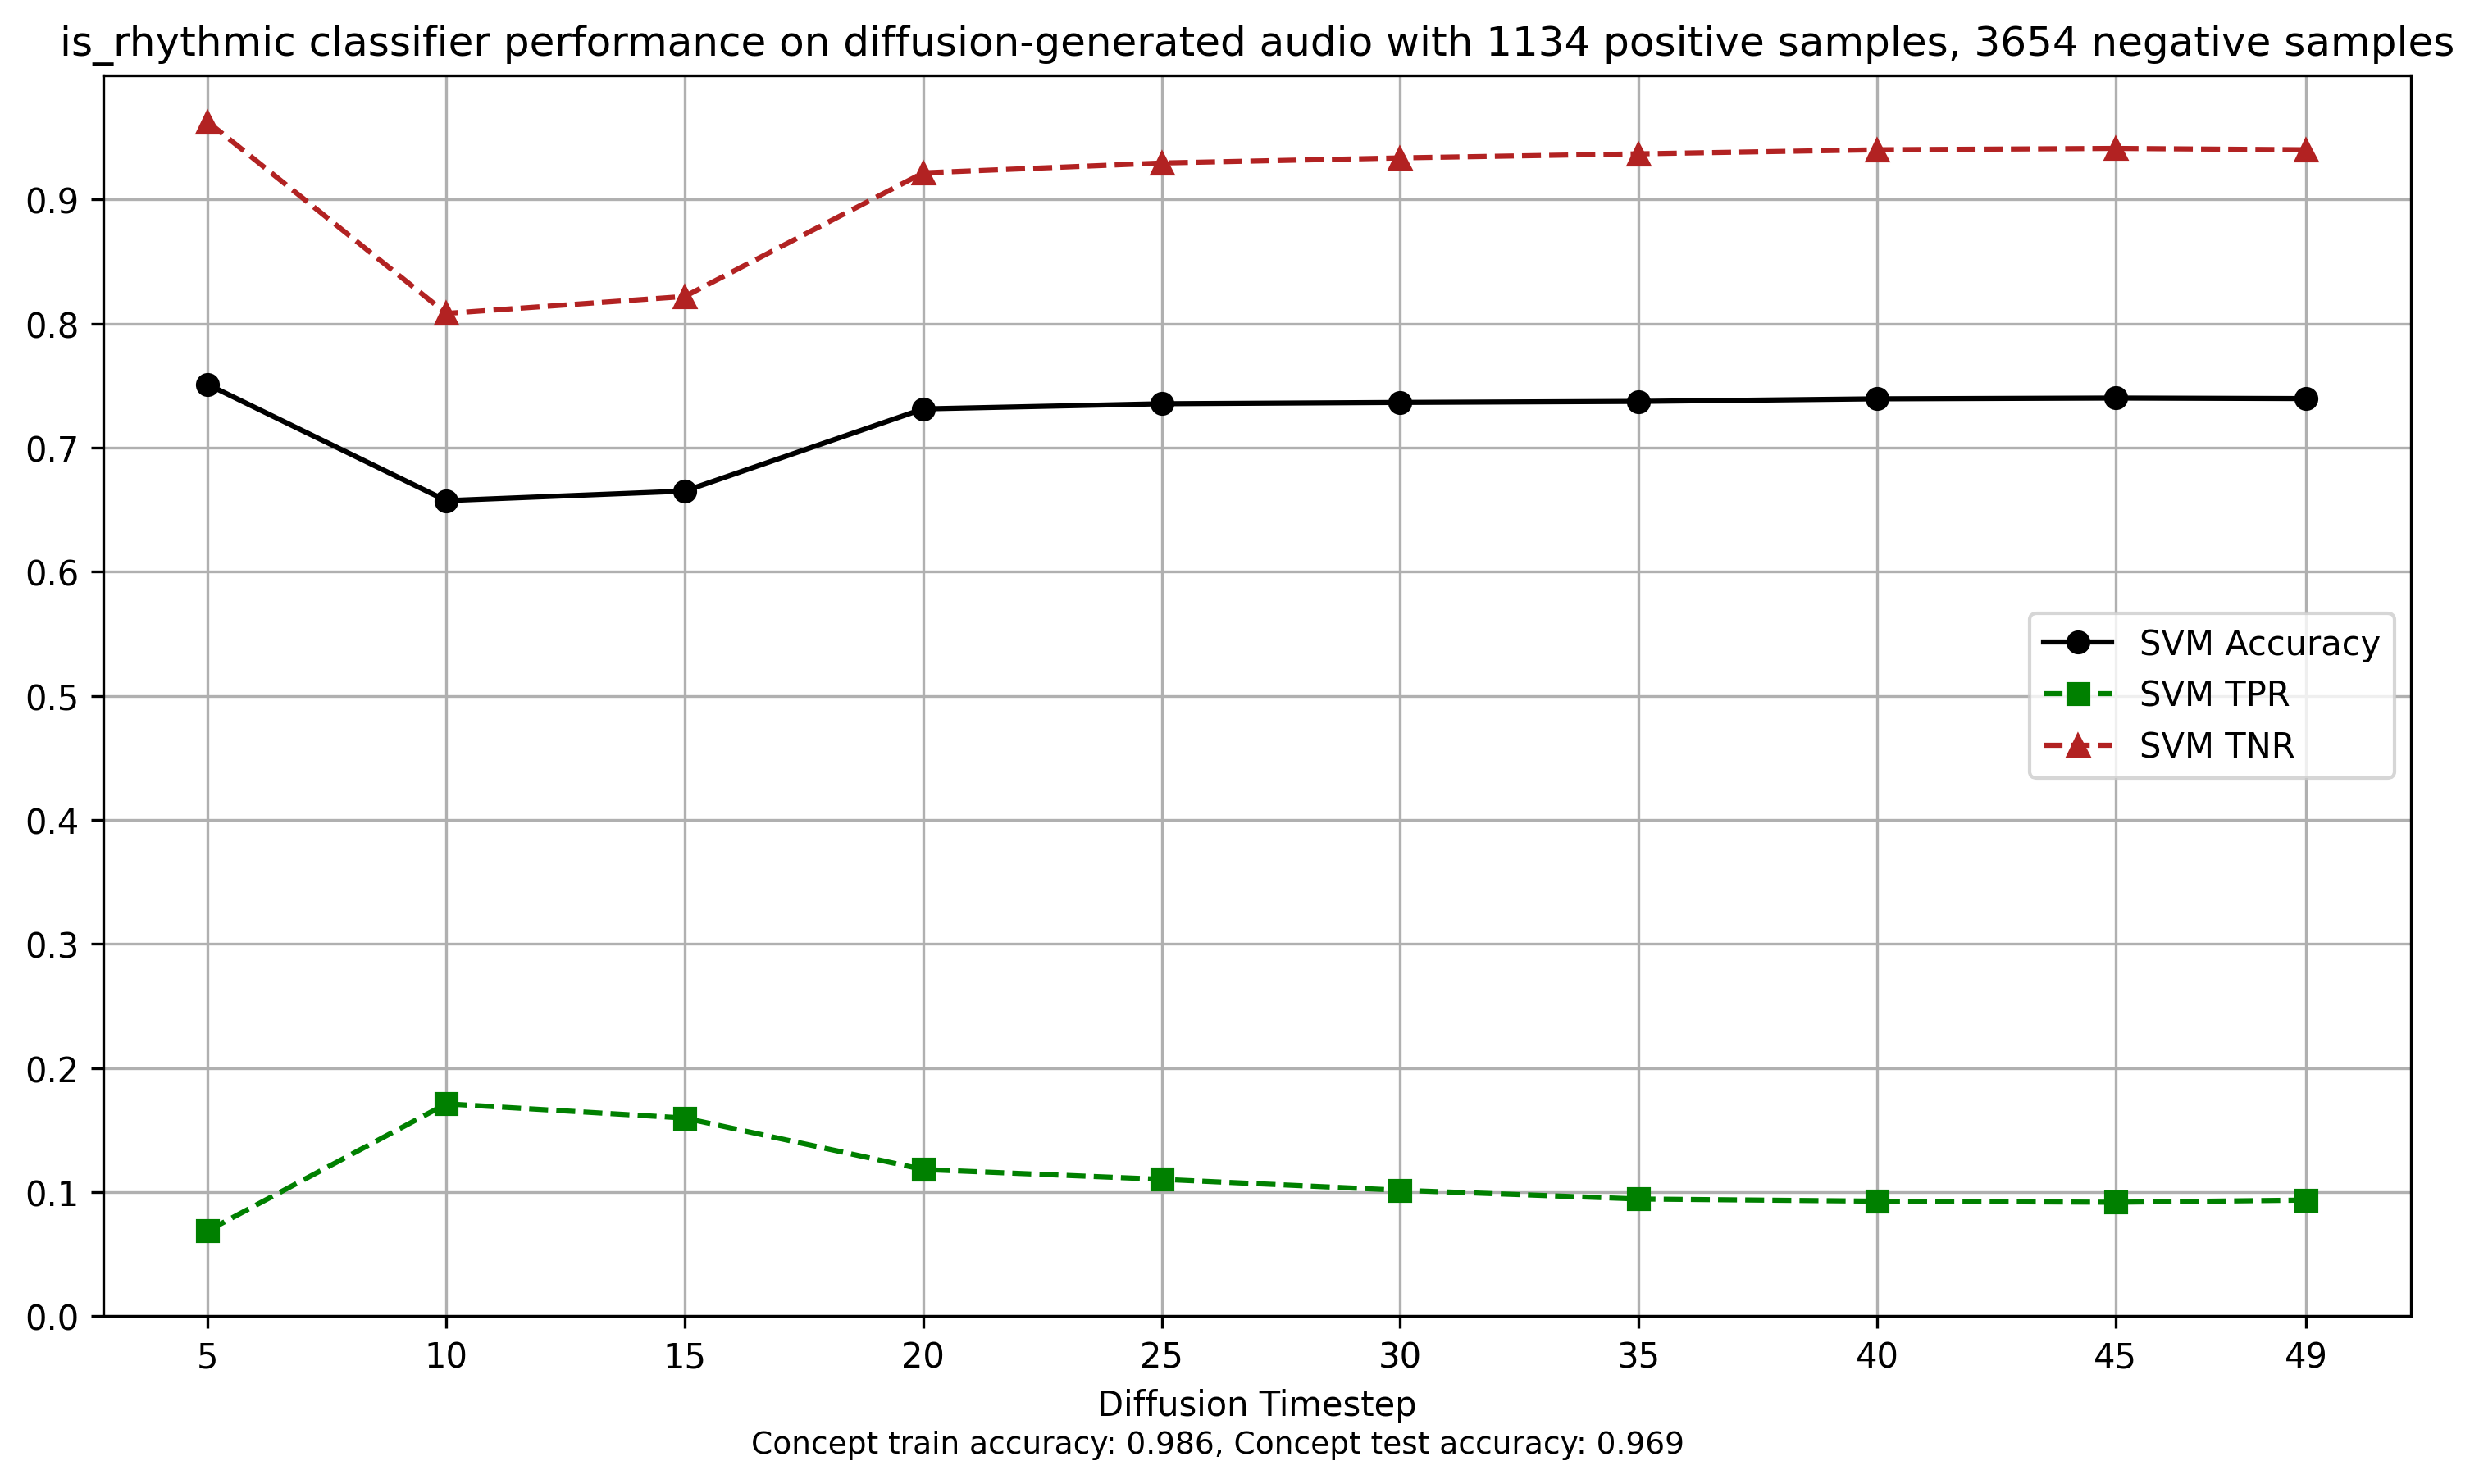 is_rhythmic classifier performance on diffusion-generated audio with 1134 positive samples, 3654 negative samples
0.9
0.8
0.7
0.6
0.5
0.4
0.3
0.2
0.1
0.0
SVM Accuracy
SVM TPR
SVM TNR
5 10 15 20 25 30 35 40 45 49
Diffusion Timestep
Concept train accuracy: 0.986, Concept test accuracy: 0.969